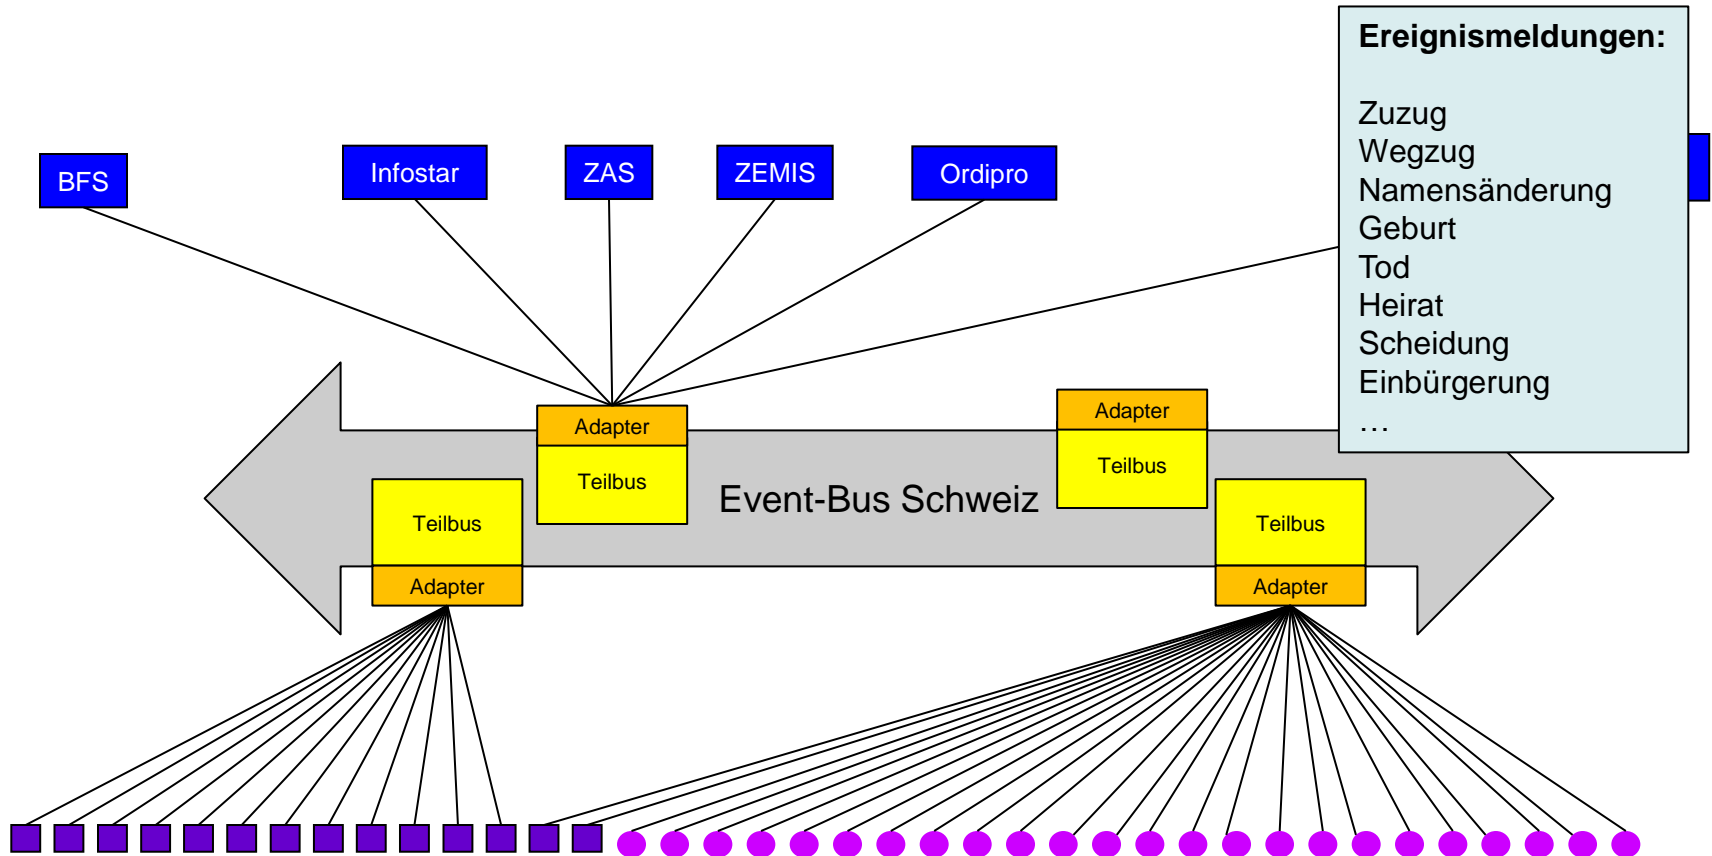 Ereignismeldungen:
Zuzug
Wegzug
Namensänderung
Geburt
Tod
Heirat
Scheidung
Einbürgerung
…
BFS
Infostar
ZAS
ZEMIS
Ordipro
Adapter
Teilbus
Adapter
Teilbus
Event-Bus Schweiz
Teilbus
Adapter
Teilbus
Adapter